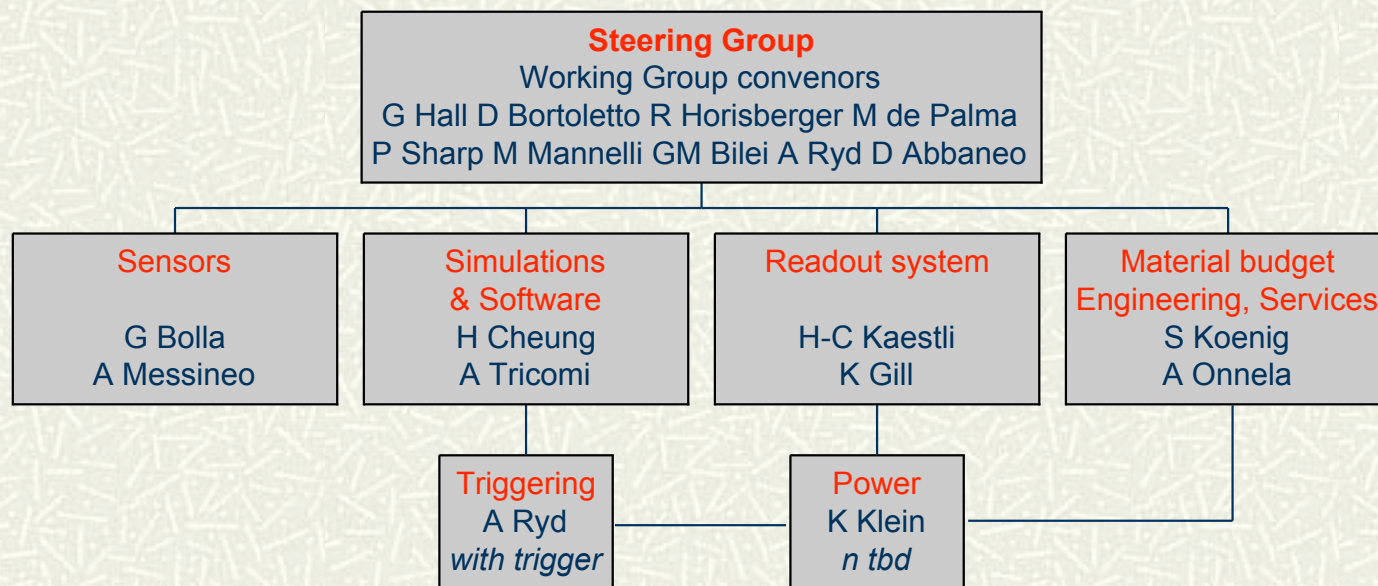 Steering Group
Working Group convenors
G Hall D Bortoletto R Horisberger M de Palma
P Sharp M Mannelli GM Bilei A Ryd D Abbaneo
Sensors
G Bolla
A Messineo
Simulations
& Software
H Cheung
A Tricomi
Readout system
H-C Kaestli
K Gill
Material budget
Engineering, Services
S Koenig
A Onnela
Triggering
A Ryd
with trigger
Power
K Klein
n tbd